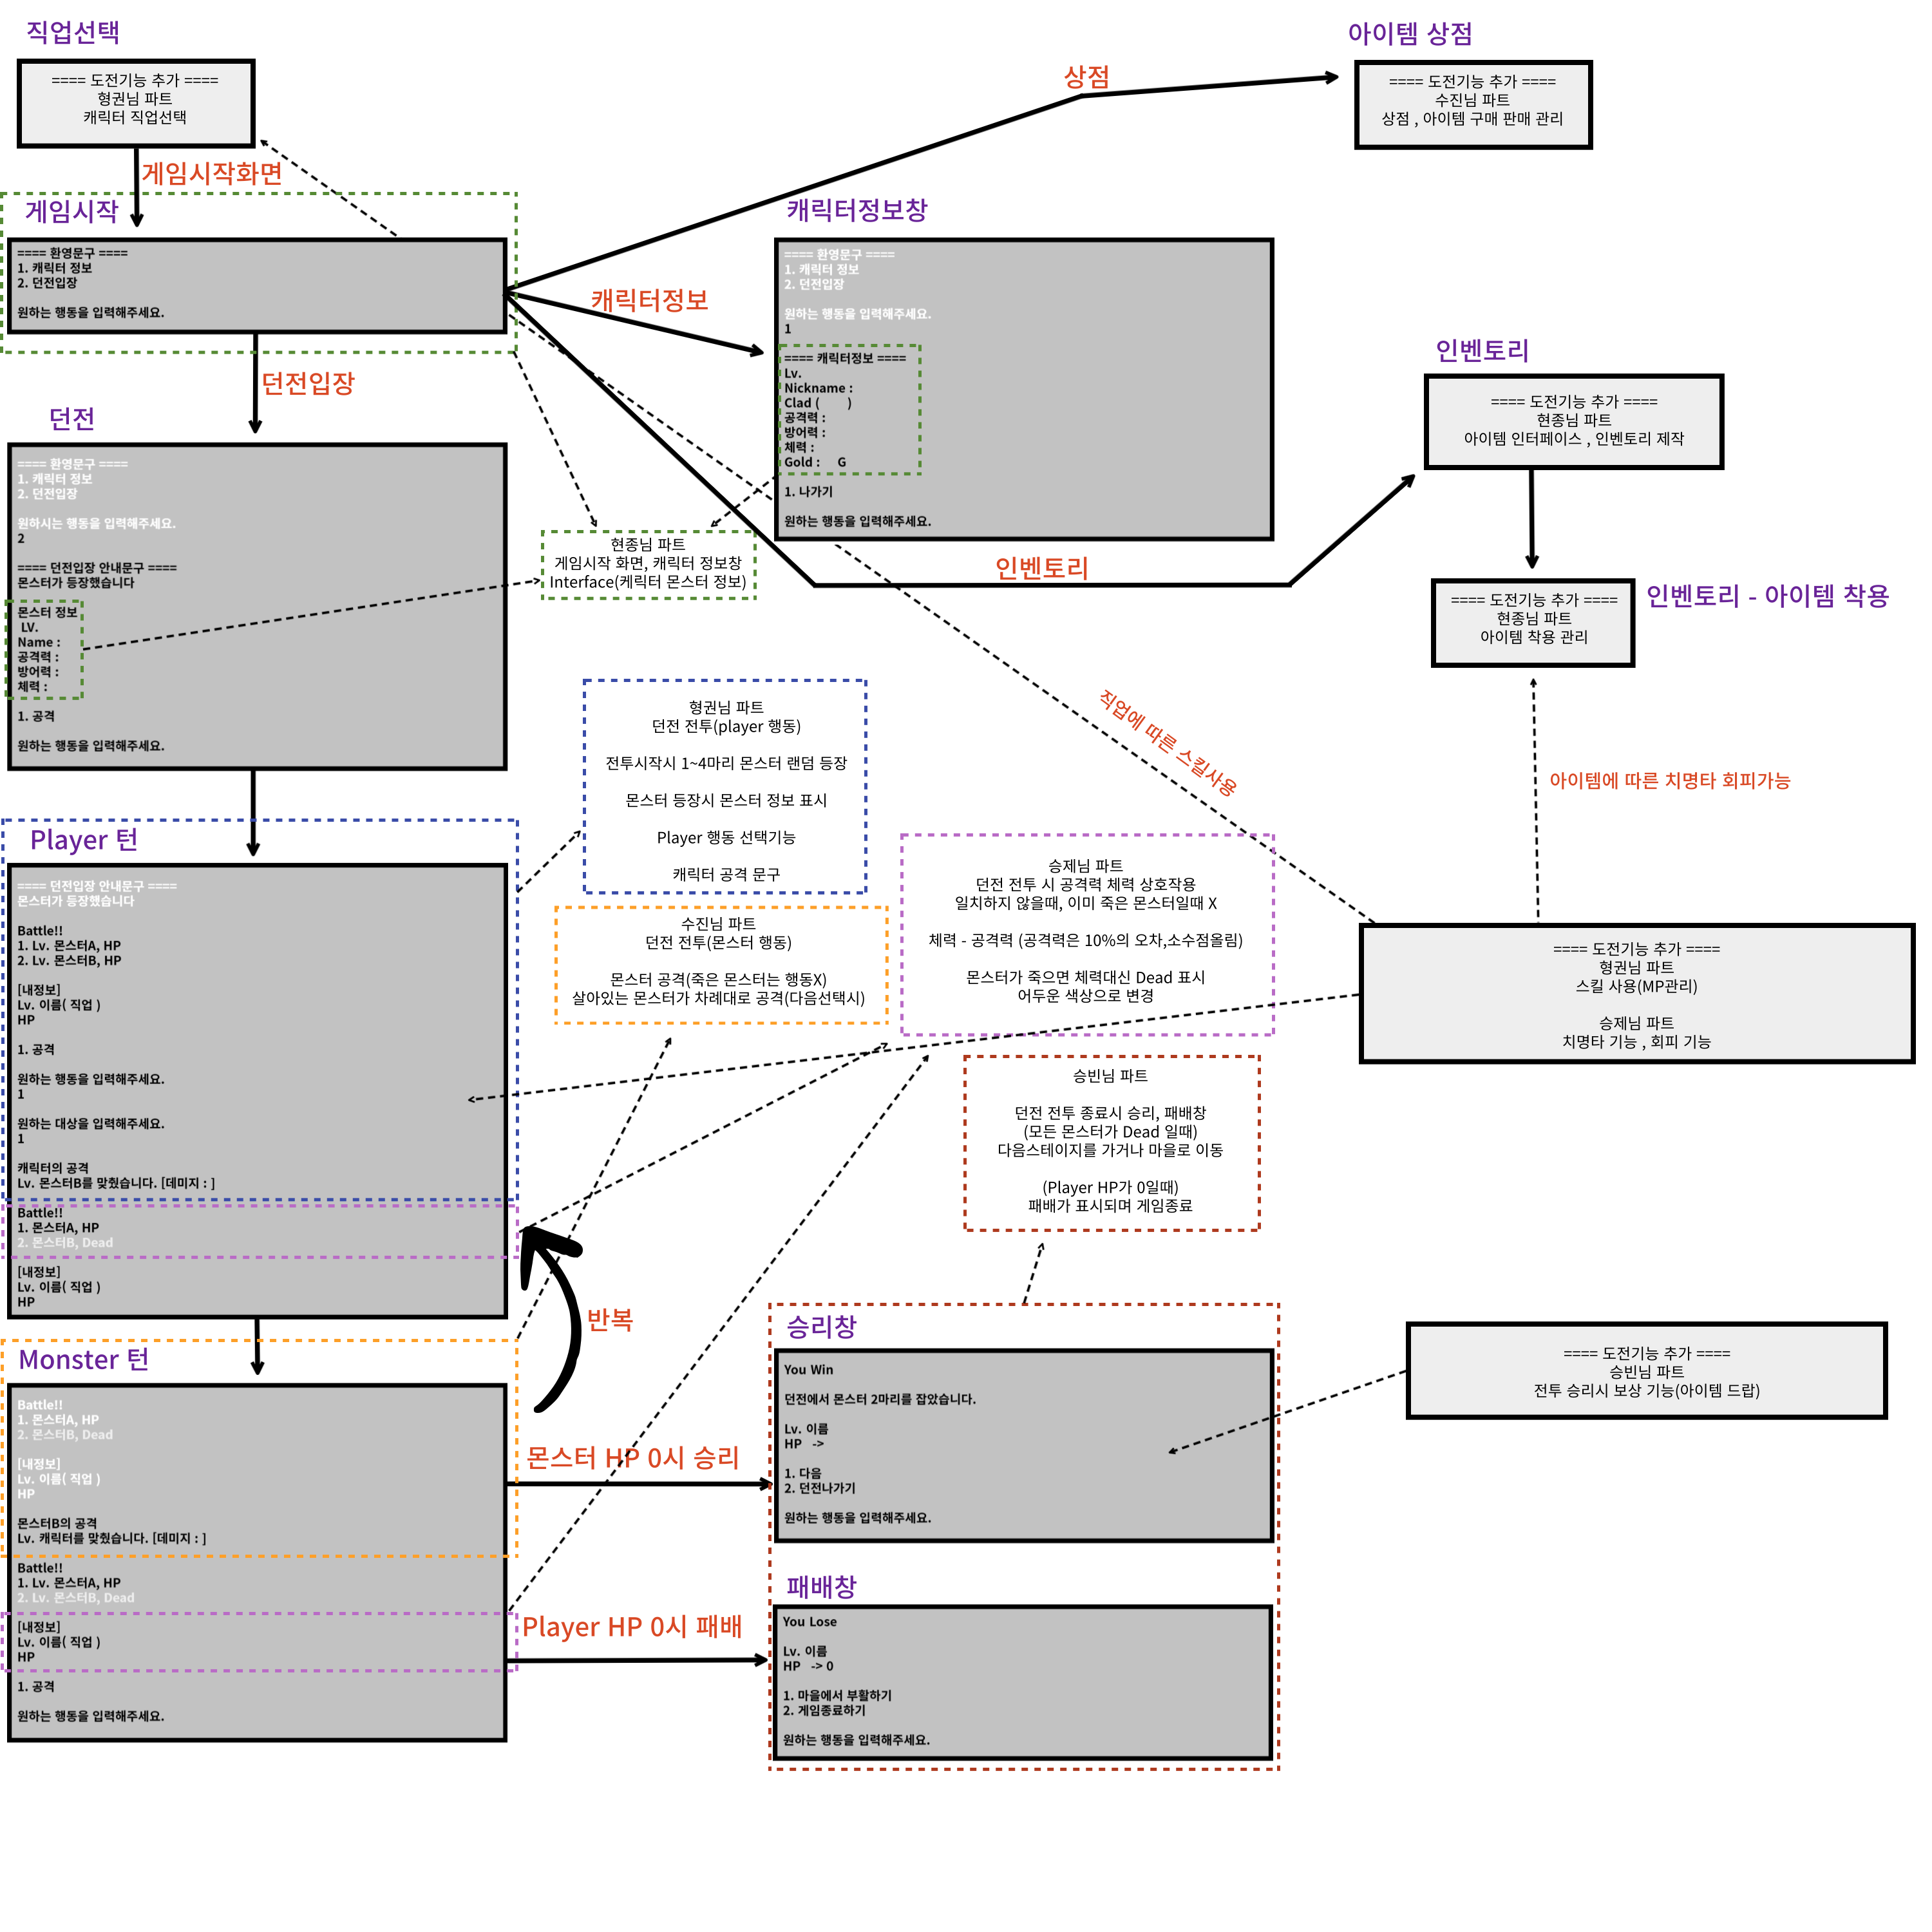 직업선택
==== 도전기능 추가 ====
형권님 파트
캐릭터 직업선택
게임시작화면
게임시작
==== 환영문구 ====
1. 캐릭터 정보
2. 던전입장
원하는 행동을 입력해주세요.
던전입장
던전
==== 환영문구 ====
1. 캐릭터 정보
2. 던전입장
원하시는 행동을 입력해주세요.
2
==== 던전입장 안내문구 ====
몬스터가 등장했습니다
몬스터 정보
LV.
Name :
공격력 :
방어력 :
체력 :
1. 공격
원하는 행동을 입력해주세요.
Player 턴
==== 던전입장 안내문구 ====
몬스터가 등장했습니다
Battle!!
1. Lv. 몬스터A, HP
2. Lv. 몬스터B, HP
[내정보]
Lv. 이름( 직업 )
HP
1. 공격
원하는 행동을 입력해주세요.
1
원하는 대상을 입력해주세요.
1
캐릭터의 공격
Lv. 몬스터B를 맞췄습니다. [데미지 : ]
Battle!!
1. 몬스터A, HP
2. 몬스터B, Dead
[내정보]
Lv. 이름( 직업 )
HP
Monster 턴
Battle!!
1. 몬스터A, HP
2. 몬스터B, Dead
[내정보]
Lv. 이름( 직업 )
HP
몬스터B의 공격
Lv. 캐릭터를 맞췄습니다. [데미지 : ]
Battle!!
1. Lv. 몬스터A, HP
2. Lv. 몬스터B, Dead
[내정보]
Lv. 이름( 직업 )
HP
1. 공격
원하는 행동을 입력해주세요.
반복
몬스터 HP 0시 승리
Player HP 0시 패배
상점
아이템 상점
==== 도전기능 추가 ====
수진님 파트
상점 , 아이템 구매 판매 관리
캐릭터정보
캐릭터정보창
==== 환영문구 ====
1. 캐릭터 정보
2. 던전입장
원하는 행동을 입력해주세요.
1
==== 캐릭터정보 ====
Lv.
Nickname :
Clad ( )
공격력 :
방어력 :
체력 :
Gold : G
1. 나가기
원하는 행동을 입력해주세요.
현종님 파트
게임시작 화면, 캐릭터 정보창
Interface(케릭터 몬스터 정보)
인벤토리
인벤토리
==== 도전기능 추가 ====
현종님 파트
아이템 인터페이스 , 인벤토리 제작
==== 도전기능 추가 ====
현종님 파트
아이템 착용 관리
인벤토리 - 아이템 착용
직업에 따른 스킬사용
아이템에 따른 치명타 회피가능
형권님 파트
던전 전투(player 행동)
전투시작시 1~4마리 몬스터 랜덤 등장
몬스터 등장시 몬스터 정보 표시
Player 행동 선택기능
캐릭터 공격 문구
수진님 파트
던전 전투(몬스터 행동)
몬스터 공격(죽은 몬스터는 행동X)
살아있는 몬스터가 차례대로 공격(다음선택시)
승제님 파트
던전 전투 시 공격력 체력 상호작용
일치하지 않을때, 이미 죽은 몬스터일때 X
체력 - 공격력 (공격력은 10%의 오차,소수점올림)
몬스터가 죽으면 체력대신 Dead 표시
어두운 색상으로 변경
==== 도전기능 추가 ====
형권님 파트
스킬 사용(MP관리)
승제님 파트
치명타 기능 , 회피 기능
승빈님 파트
던전 전투 종료시 승리, 패배창
(모든 몬스터가 Dead 일때)
다음스테이지를 가거나 마을로 이동
(Player HP가 0일때)
패배가 표시되며 게임종료
승리창
You Win
던전에서 몬스터 2마리를 잡았습니다.
Lv. 이름
HP ->
1. 다음
2. 던전나가기
원하는 행동을 입력해주세요.
==== 도전기능 추가 ====
승빈님 파트
전투 승리시 보상 기능(아이템 드랍)
패배창
You Lose
Lv. 이름
HP -> 0
1. 마을에서 부활하기
2. 게임종료하기
원하는 행동을 입력해주세요.